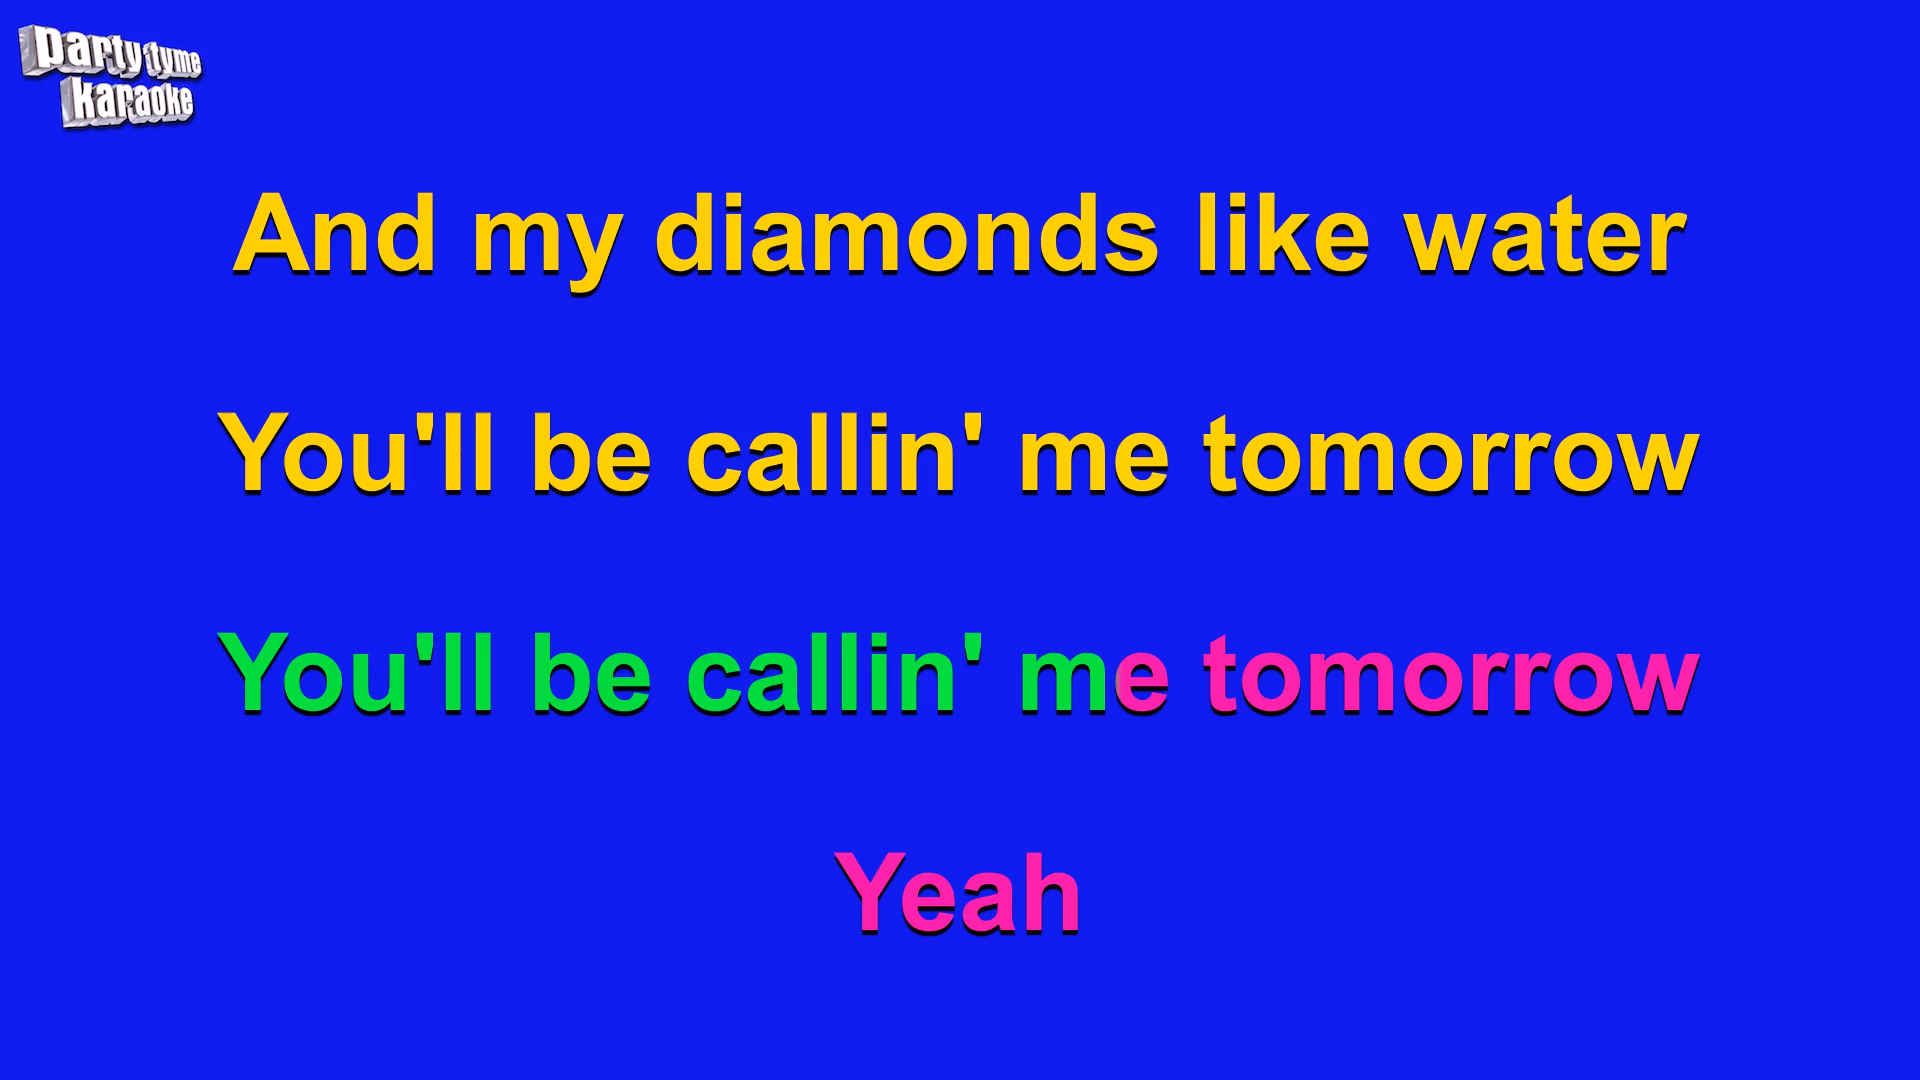 party tyme
karaoke
And my diamonds like water
You'll be callin' me tomorrow
You'll be callin' me tomorrow
Yeah